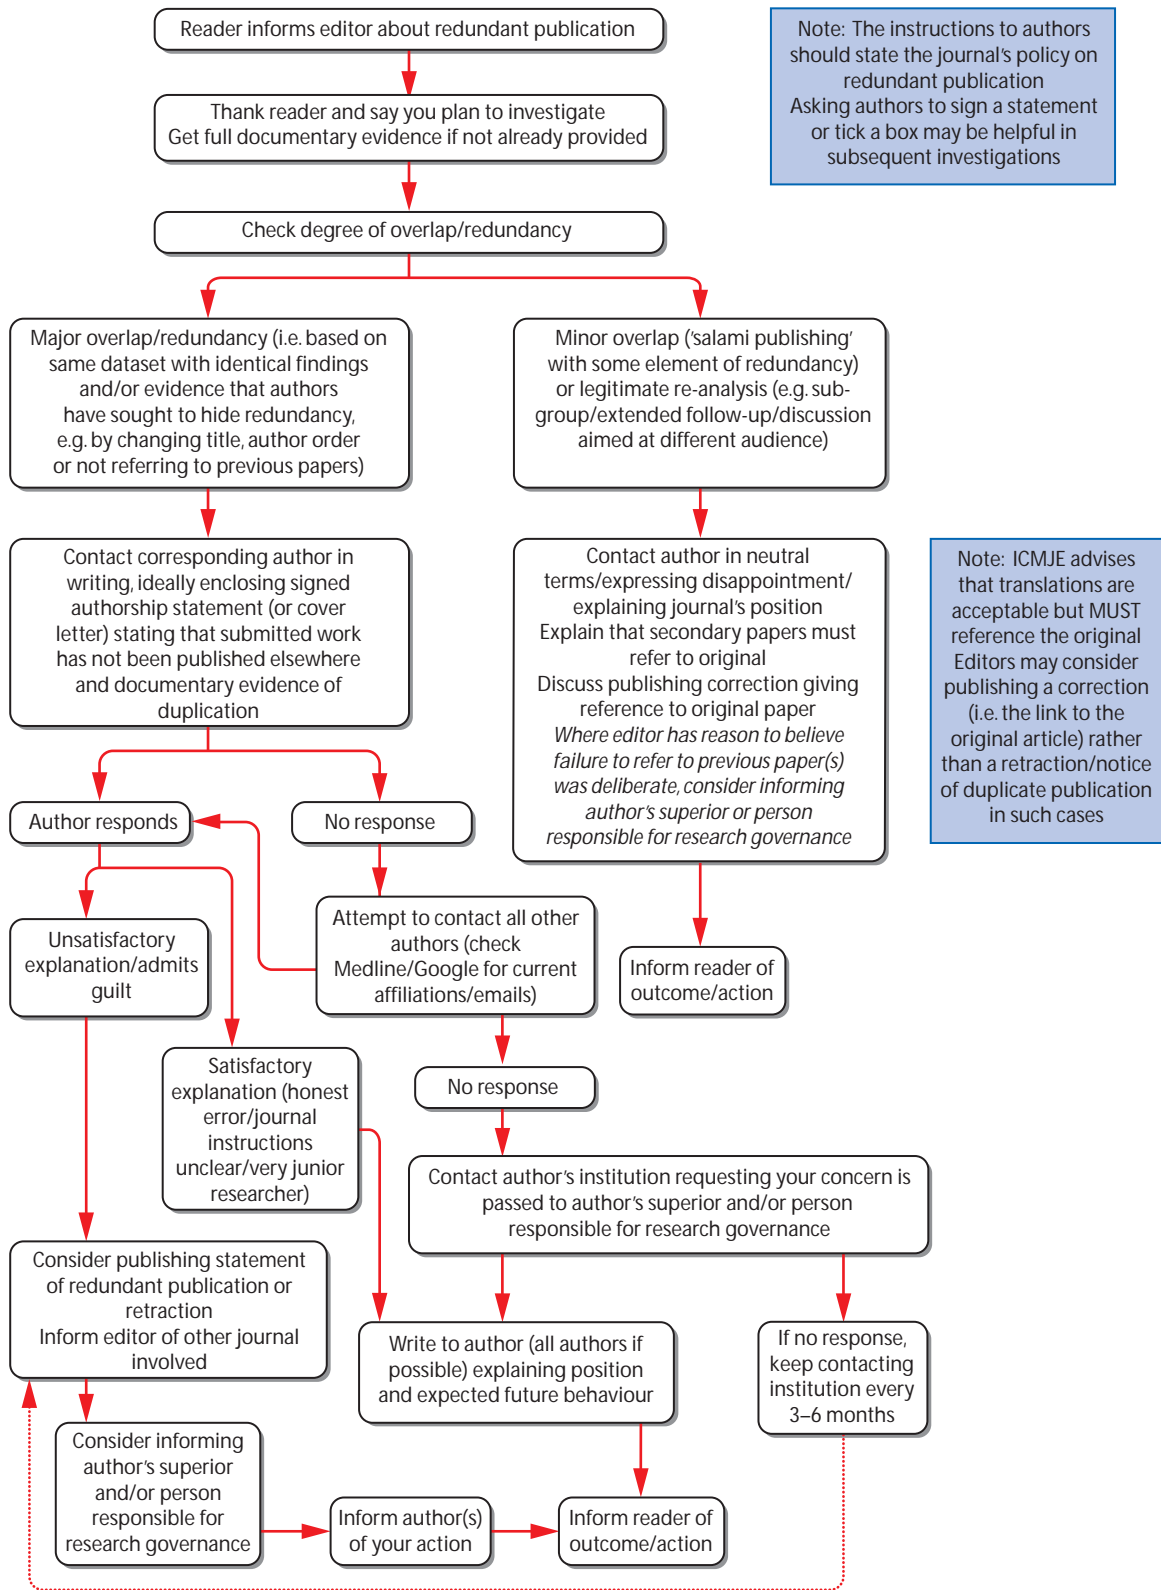 Reader informs editor about redundant publication
Note: The instructions to authors
should state the journal's policy on
redundant publication
Asking authors to sign a statement
or tick a box may be helpful in
subsequent investigations
Thank reader and say you plan to investigate
Get full documentary evidence if not already provided
Check degree of overlap/redundancy
Major overlap/redundancy (i.e. based on
same dataset with identical findings
and/or evidence that authors
have sought to hide redundancy,
e.g. by changing title, author order
or not referring to previous papers)
Minor overlap ('salami publishing'
with some element of redundancy)
or legitimate re-analysis (e.g. sub-
group/extended follow-up/discussion
aimed at different audience)
Contact corresponding author in
writing, ideally enclosing signed
authorship statement (or cover
letter) stating that submitted work
has not been published elsewhere
and documentary evidence of
duplication
Contact author in neutral
terms/expressing disappointment/
explaining journal's position
Explain that secondary papers must
refer to original
Discuss publishing correction giving
reference to original paper
Where editor has reason to believe
failure to refer to previous paper(s)
was deliberate, consider informing
author's superior or person
responsible for research governance
Note: ICMJE advises
that translations are
acceptable but MUST
reference the original
Editors may consider
publishing a correction
(i.e. the link to the
original article) rather
than a retraction/notice
of duplicate publication
in such cases
Author responds
No response
Unsatisfactory
explanation/admits
guilt
Attempt to contact all other
authors (check
Medline/Google for current
affiliations/emails)
Inform reader of
outcome/action
Satisfactory
explanation (honest
error/journal
instructions
unclear/very junior
researcher)
No response
Contact author's institution requesting your concern is
passed to author's superior and/or person
responsible for research governance
Consider publishing statement
of redundant publication or
retraction
Inform editor of other journal
involved
Write to author (all authors if
possible) explaining position
and expected future behaviour
If no response,
keep contacting
institution every
3–6 months
Consider informing
author's superior
and/or person
responsible for
research governance
Inform author(s)
of your action
Inform reader of
outcome/action